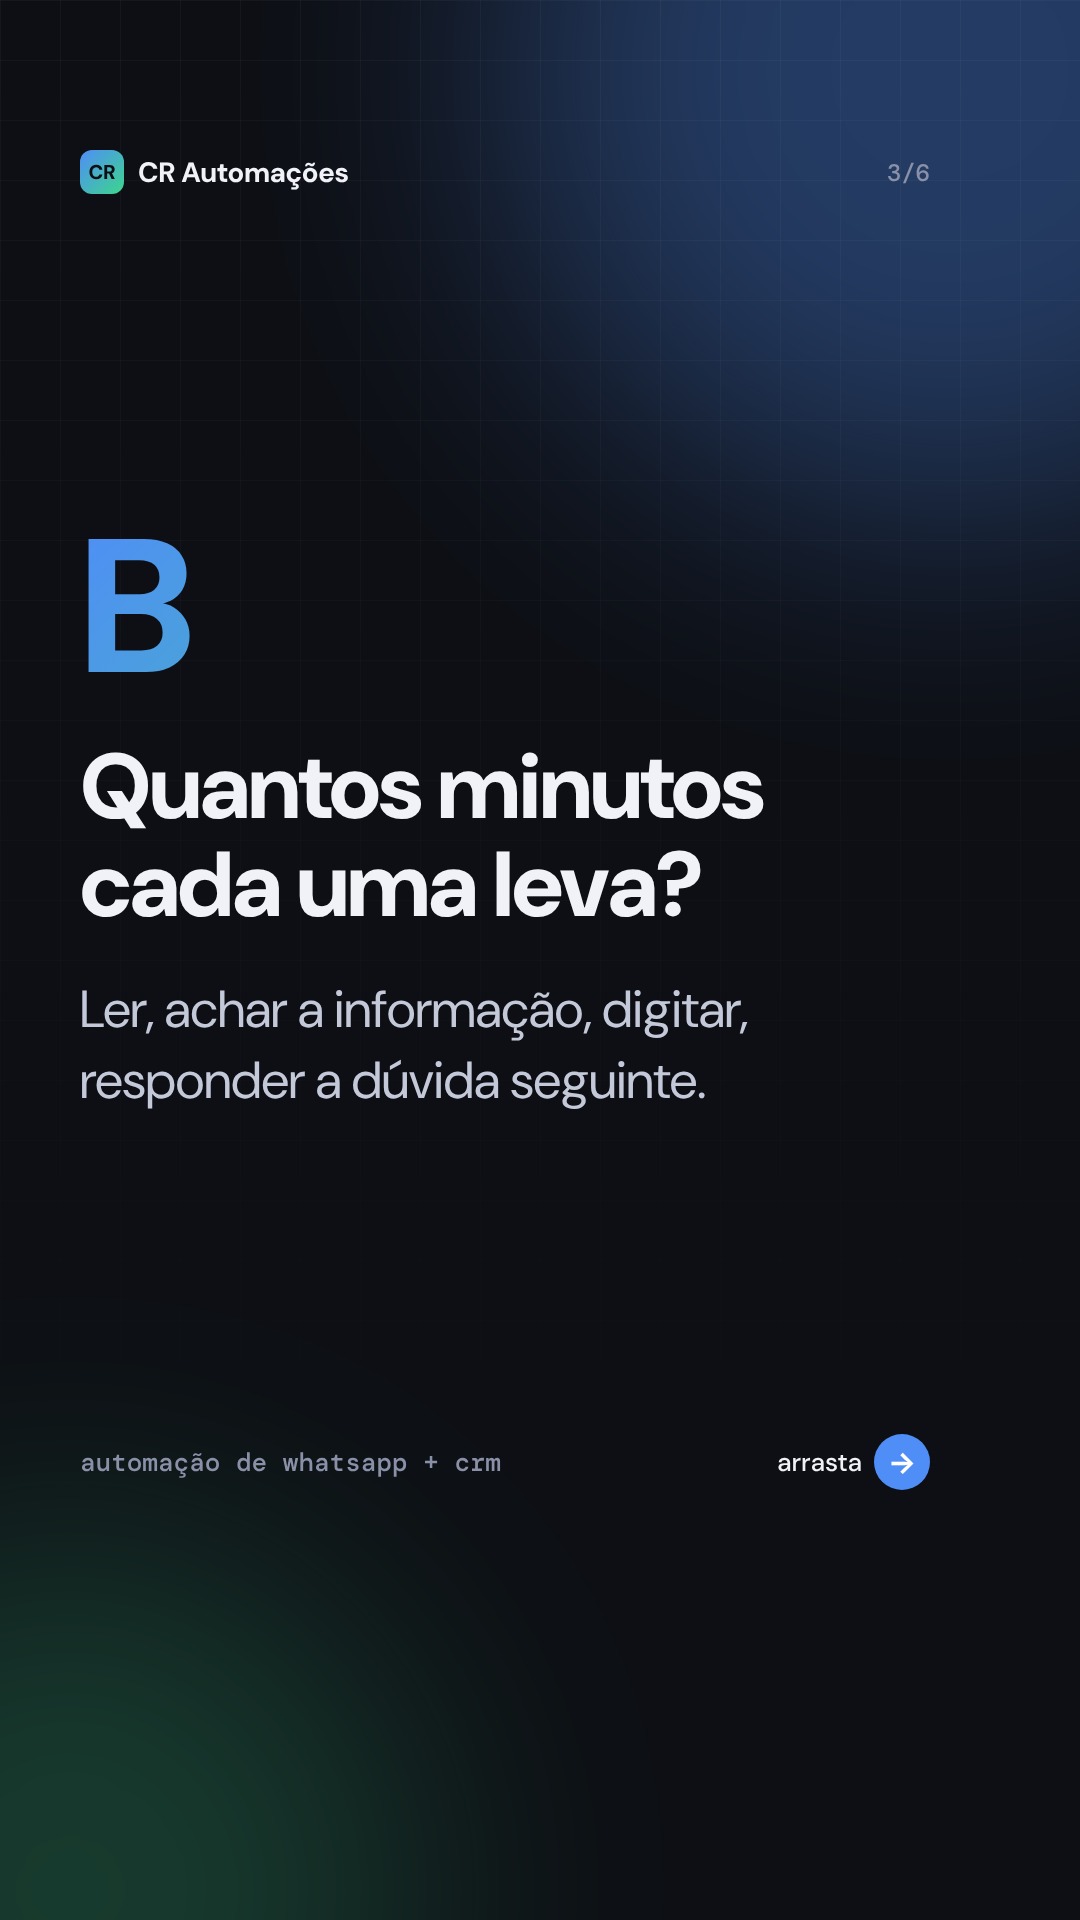 CR
CR Automações
3/6
B
Quantos minutos
cada uma leva?
Ler, achar a informação, digitar,
responder a dúvida seguinte.
automação de whatsapp + crm
arrasta →